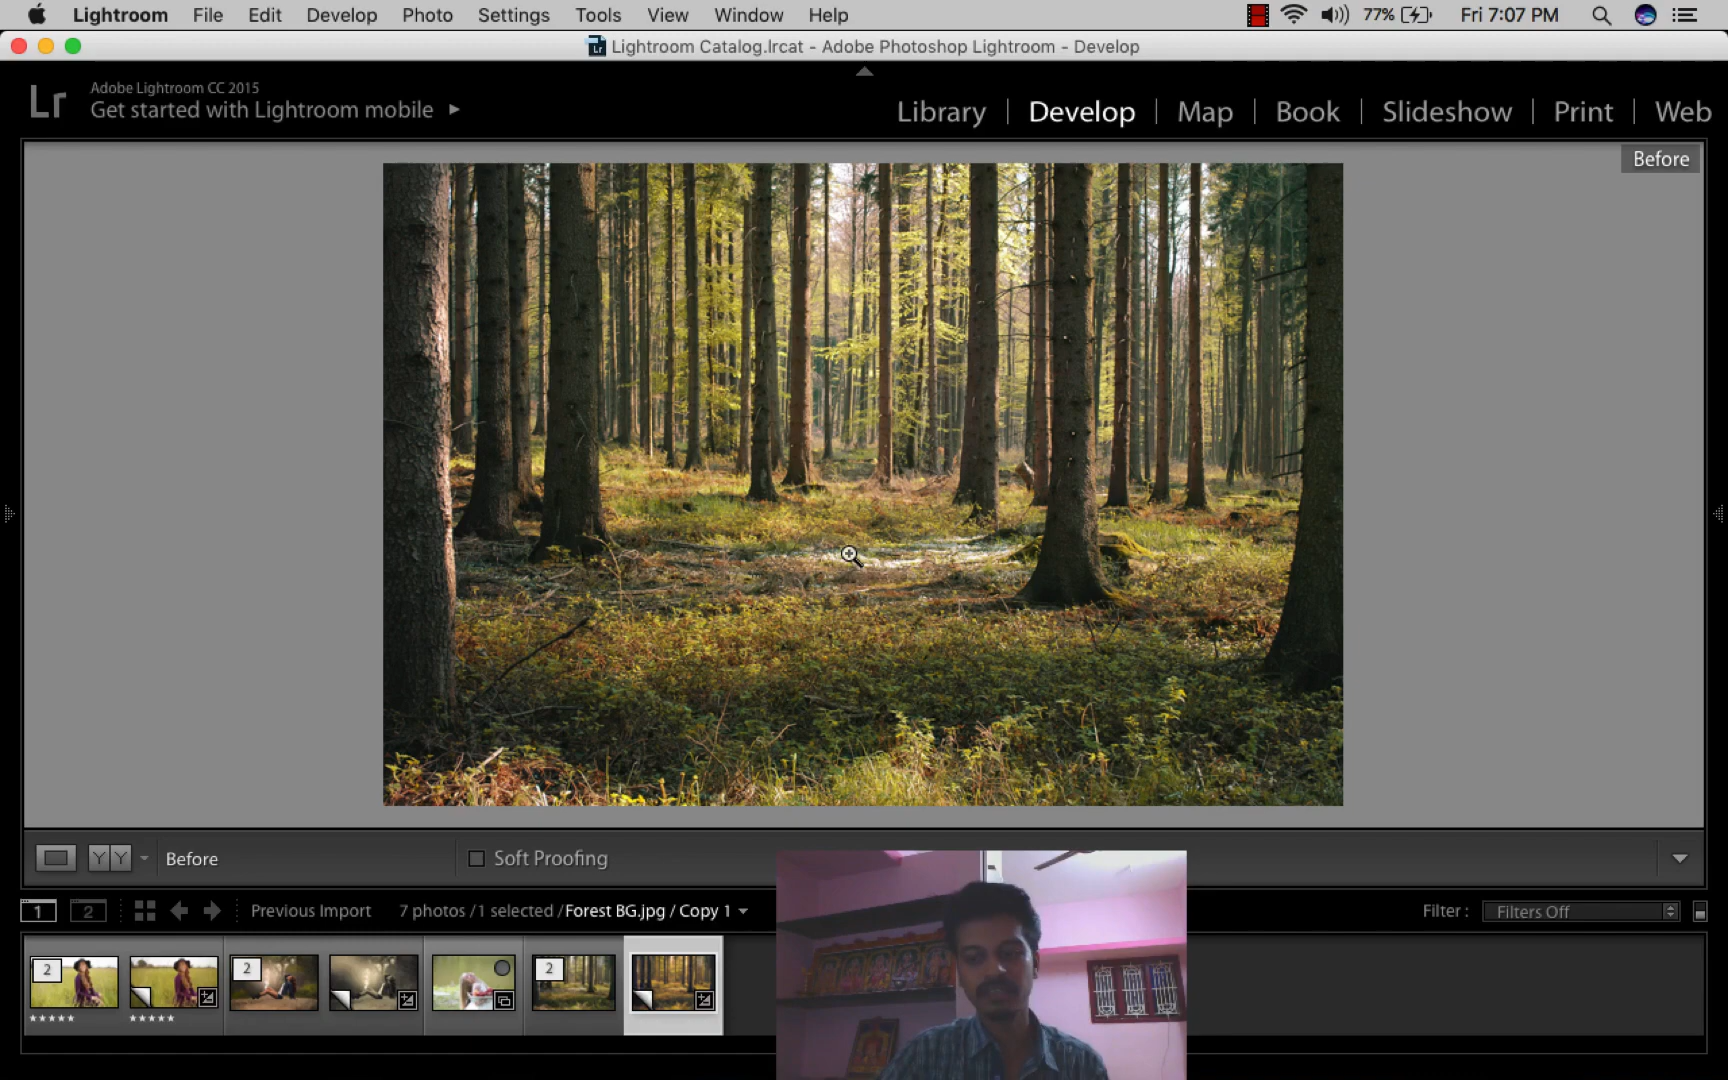 Lightroom File Edit Develop Photo Settings Tools View Window Help 77% Fri 7:07 PM
Lr Lightroom Catalog.lrcat - Adobe Photoshop Lightroom - Develop
Lr Adobe Lightroom CC 2015
Get started with Lightroom mobile
Library | Develop | Map | Book | Slideshow | Print | Web
Before
YY Before Soft Proofing
1 2 Previous Import 7 photos /1 selected /Forest BG.jpg / Copy 1 Filter : Filters Off
2 2 2